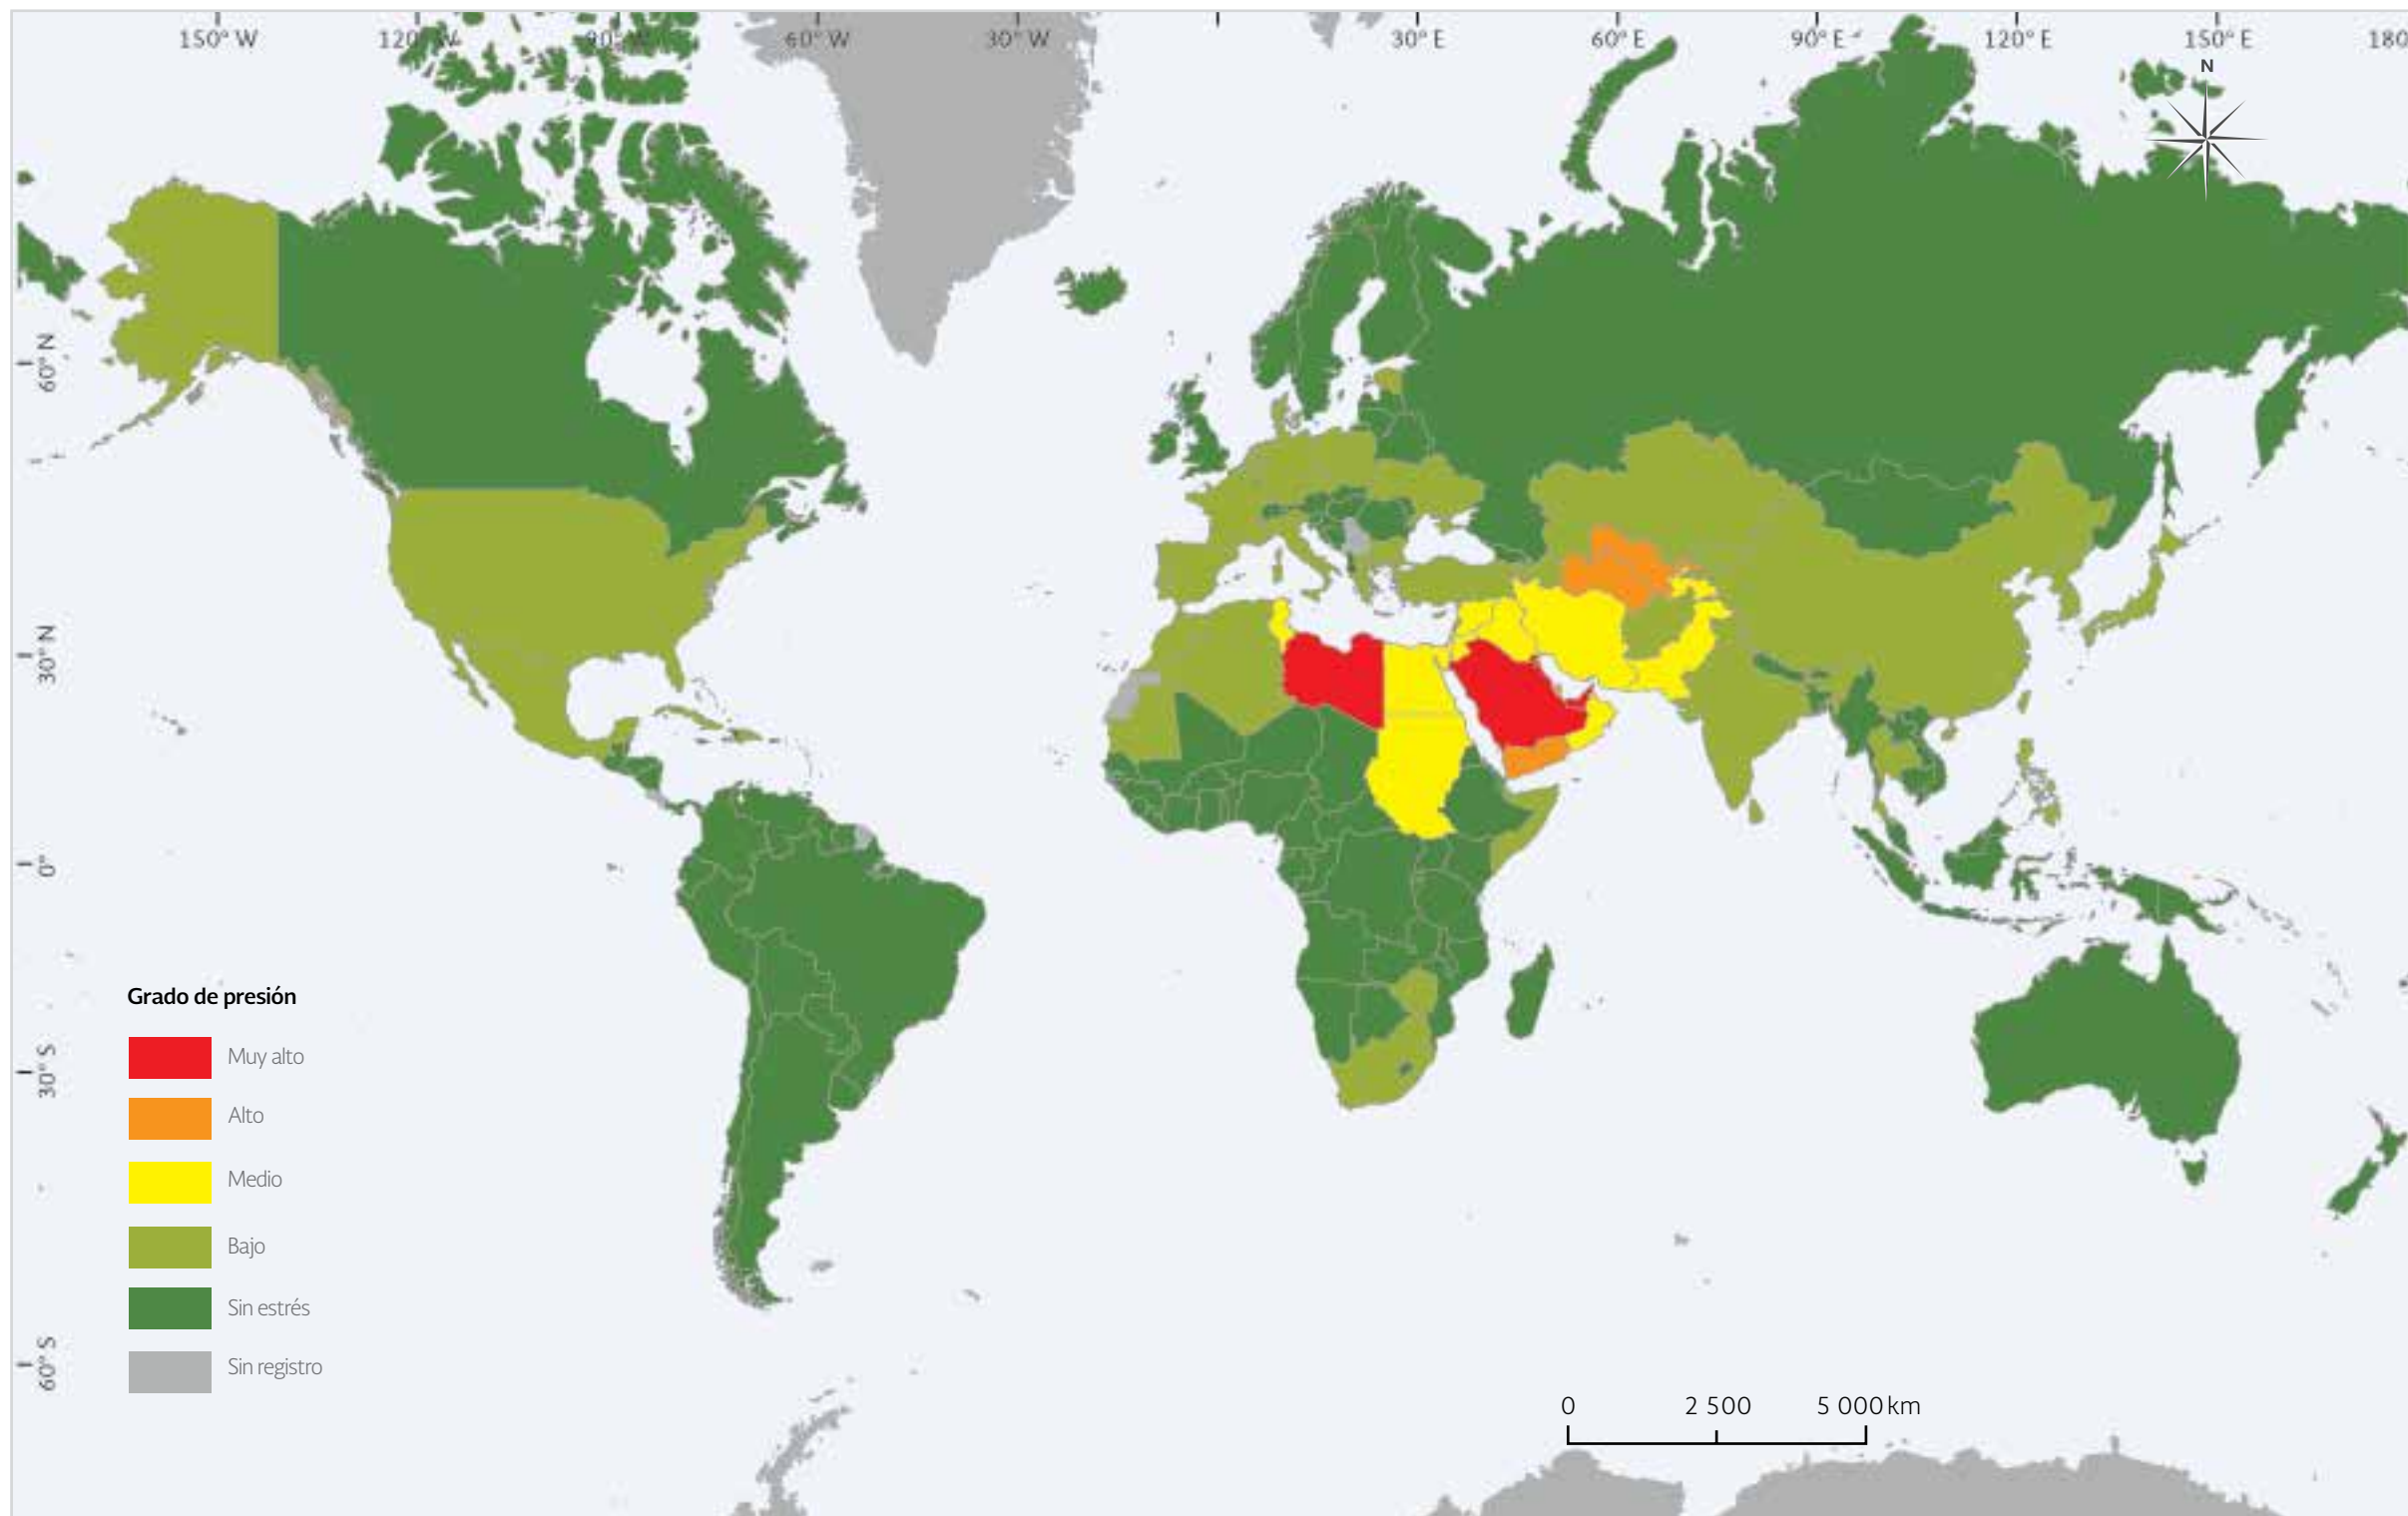 150° W 120° W 90° W 60° W 30° W 30° E 60° E 90° E 120° E 150° E 180
N
60° N
30° N
0°
30° S
60° S
Grado de presión
Muy alto
Alto
Medio
Bajo
Sin estrés
Sin registro
0 2 500 5 000 km